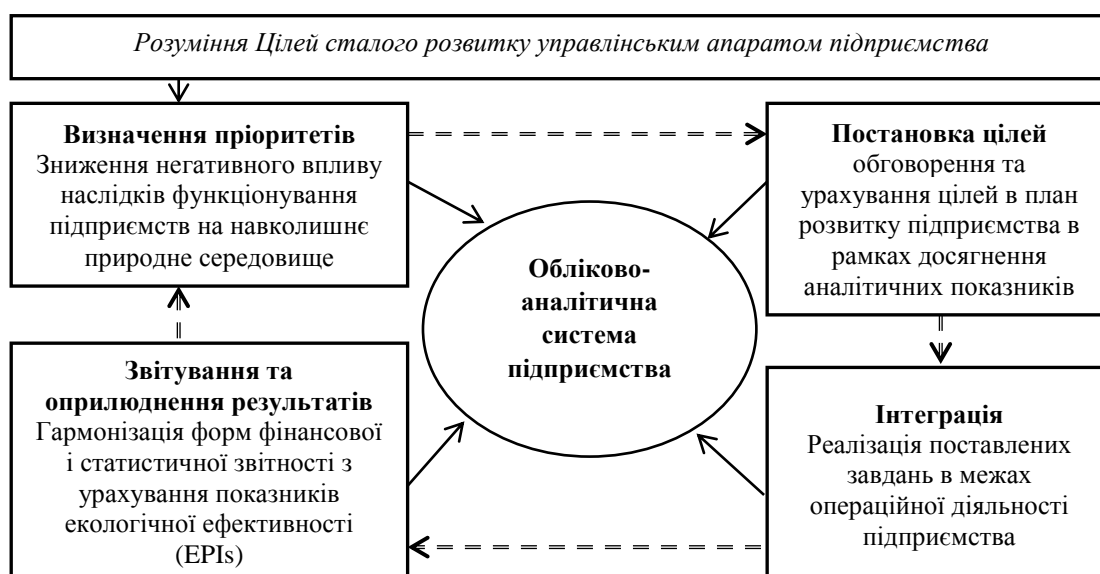 Розуміння Цілей сталого розвитку управлінським апаратом підприємства
Визначення пріоритетів
Зниження негативного впливу
наслідків функціонування
підприємств на навколишнє
природне середовище
Постановка цілей
обговорення та
урахування цілей в план
розвитку підприємства в
рамках досягнення
аналітичних показників
Обліково-
аналітична
система
підприємства
Звітування та
оприлюднення результатів
Гармонізація форм фінансової
і статистичної звітності з
урахування показників
екологічної ефективності
(EPIs)
Інтеграція
Реалізація поставлених
завдань в межах
операційної діяльності
підприємства